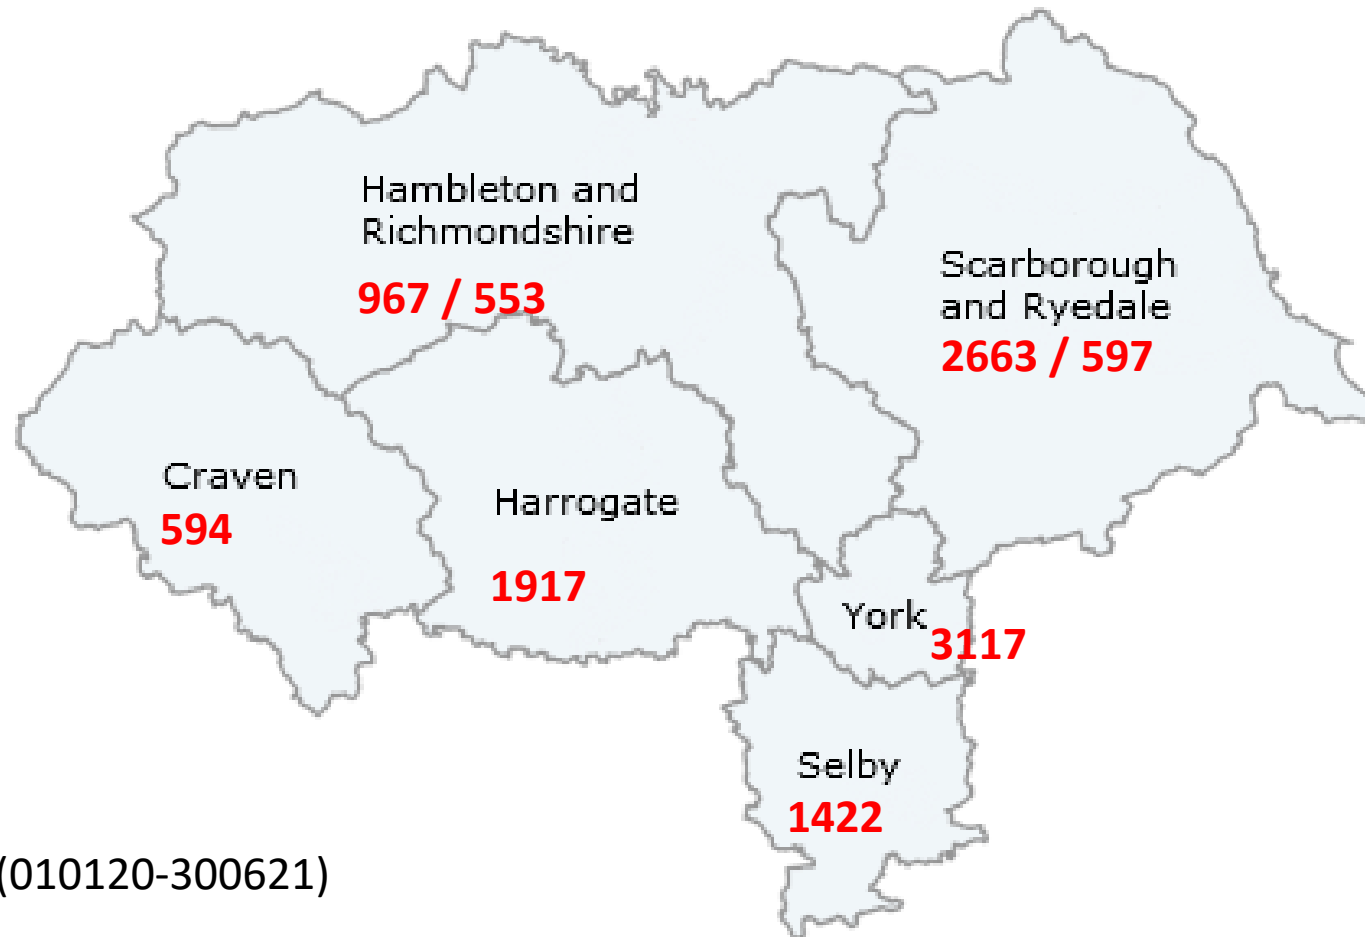 Hambleton and
Richmondshire
967 / 553
Scarborough
and Ryedale
2663 / 597
Craven
594
Harrogate
1917
York
3117
Selby
1422
(010120-300621)